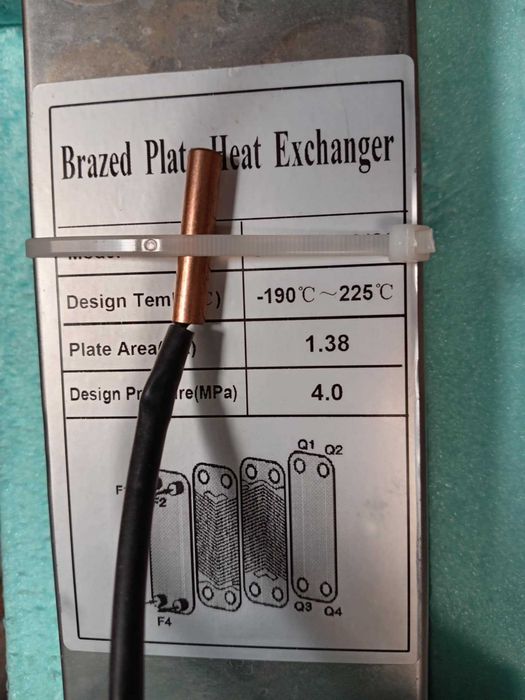 Brazed Plat Heat Exchanger
Design Tem ℃)
-190℃～225℃
Plate Area(
1.38
Design Pr re(MPa)
4.0
Q1 Q2
F
F2
Q3 Q4
F4